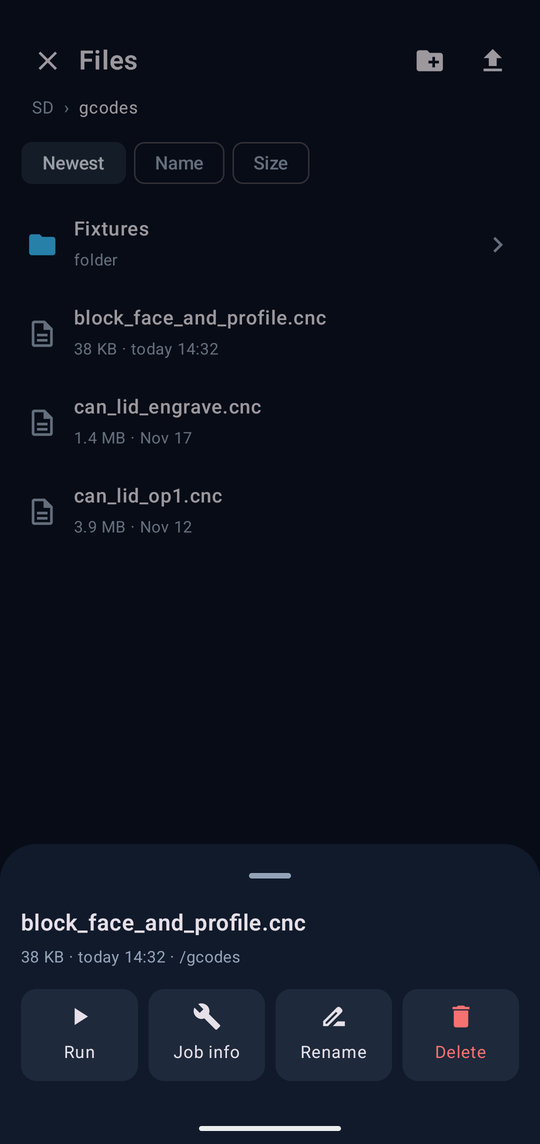 Files
SD › gcodes
Newest Name Size
Fixtures
folder
block_face_and_profile.cnc
38 KB · today 14:32
can_lid_engrave.cnc
1.4 MB · Nov 17
can_lid_op1.cnc
3.9 MB · Nov 12
block_face_and_profile.cnc
38 KB · today 14:32 · /gcodes
Run Job info Rename Delete